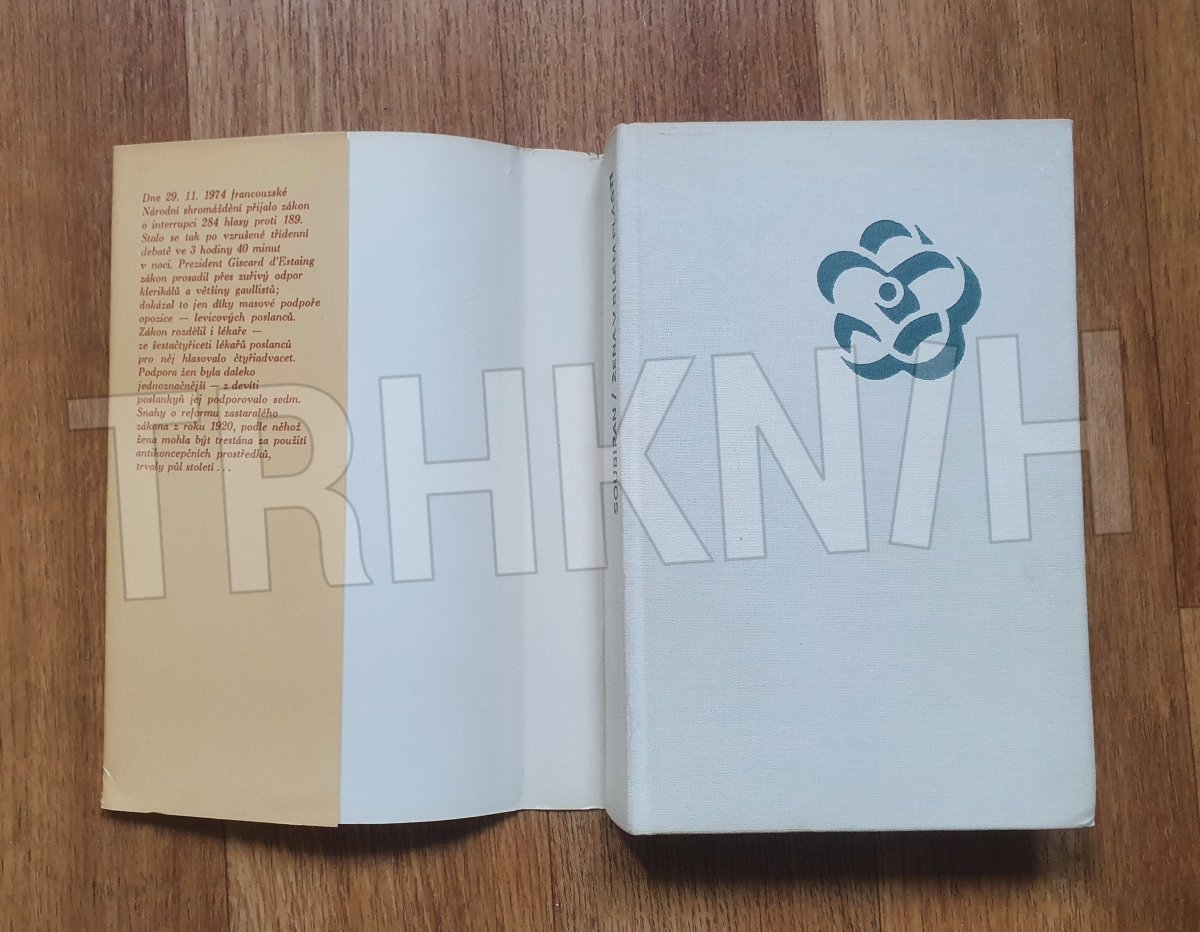 Dne 29. 11. 1974 francouzské
Národní shromáždění přijalo zákon
o interrupci 284 hlasy proti 189.
Stalo se tak po vzrušené třídenní
debatě ve 3 hodiny 40 minut
v noci. Prezident Giscard d'Estaing
zákon prosadil přes zuřivý odpor
klerikálů a většiny gaullistů;
dokázal to jen díky masové podpoře
opozice — levicových poslanců.
Zákon rozdělil i lékaře —
ze šestačtyřiceti lékařů poslanců
pro něj hlasovalo čtyřiadvacet.
Podpora žen byla daleko
jednoznačnější — z devíti
poslankyň jej podporovalo sedm.
Snahy o reformu zastaralého
zákona z roku 1920, podle něhož
žena mohla být trestána za použití
antikoncepčních prostředků,
trvaly půl století . . .
SOUBIRAN / ŽENA V BÍLÉM PLÁŠTI
TRHKNIH